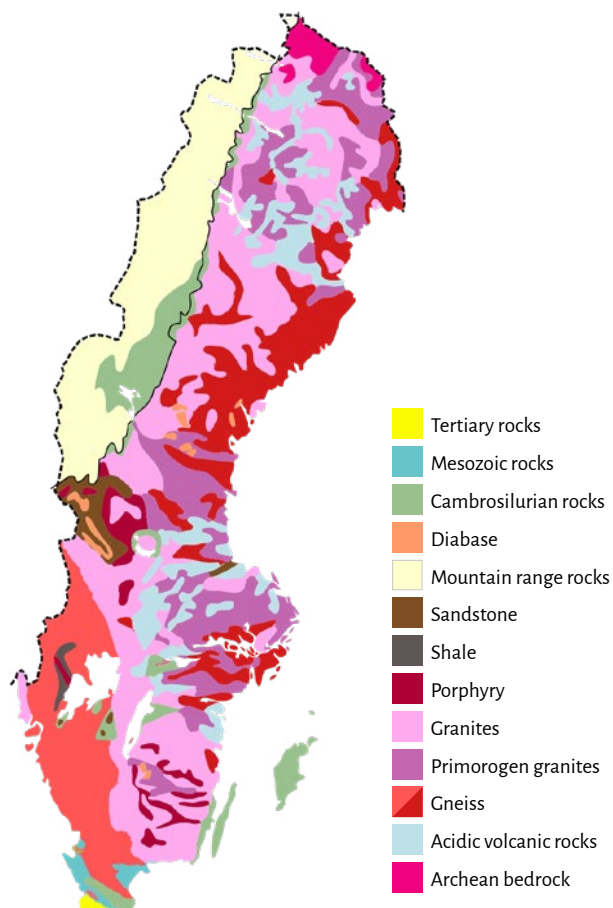 Tertiary rocks
Mesozoic rocks
Cambrosilurian rocks
Diabase
Mountain range rocks
Sandstone
Shale
Porphyry
Granites
Primorogen granites
Gneiss
Acidic volcanic rocks
Archean bedrock